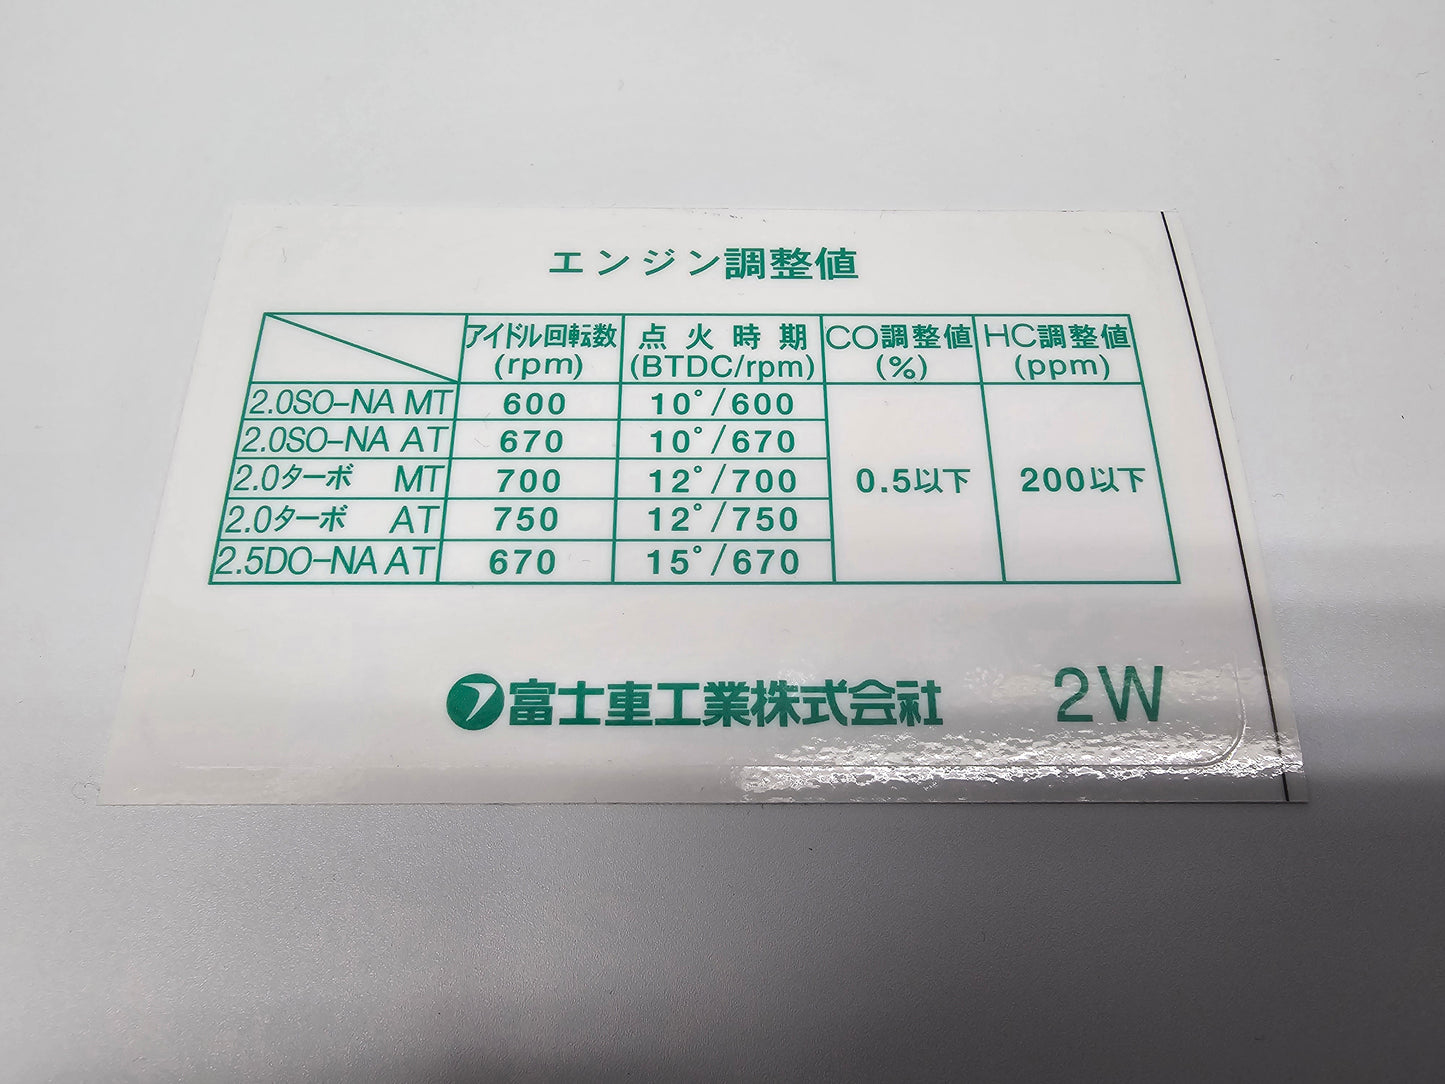 エンジン調整値
アイドル回転数 点火時期 CO調整値 HC調整値
(rpm) (BTDC/rpm) (%) (ppm)
2.0SO-NA MT 600 10°/600
2.0SO-NA AT 670 10°/670
2.0ターボ MT 700 12°/700 0.5以下 200以下
2.0ターボ AT 750 12°/750
2.5DO-NA AT 670 15°/670
富士重工業株式会社 2W